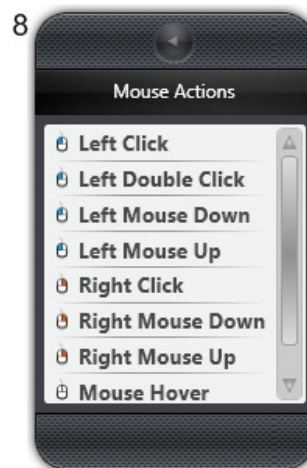 8
Mouse Actions
Left Click
Left Double Click
Left Mouse Down
Left Mouse Up
Right Click
Right Mouse Down
Right Mouse Up
Mouse Hover